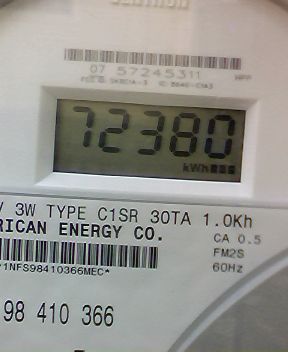 07 57245311
72380
kWh
V 3W TYPE C1SR 30TA 1.0Kh
RICAN ENERGY CO.
CA 0.5
FM2S
60Hz
*1NFS98410366MEC*
98 410 366